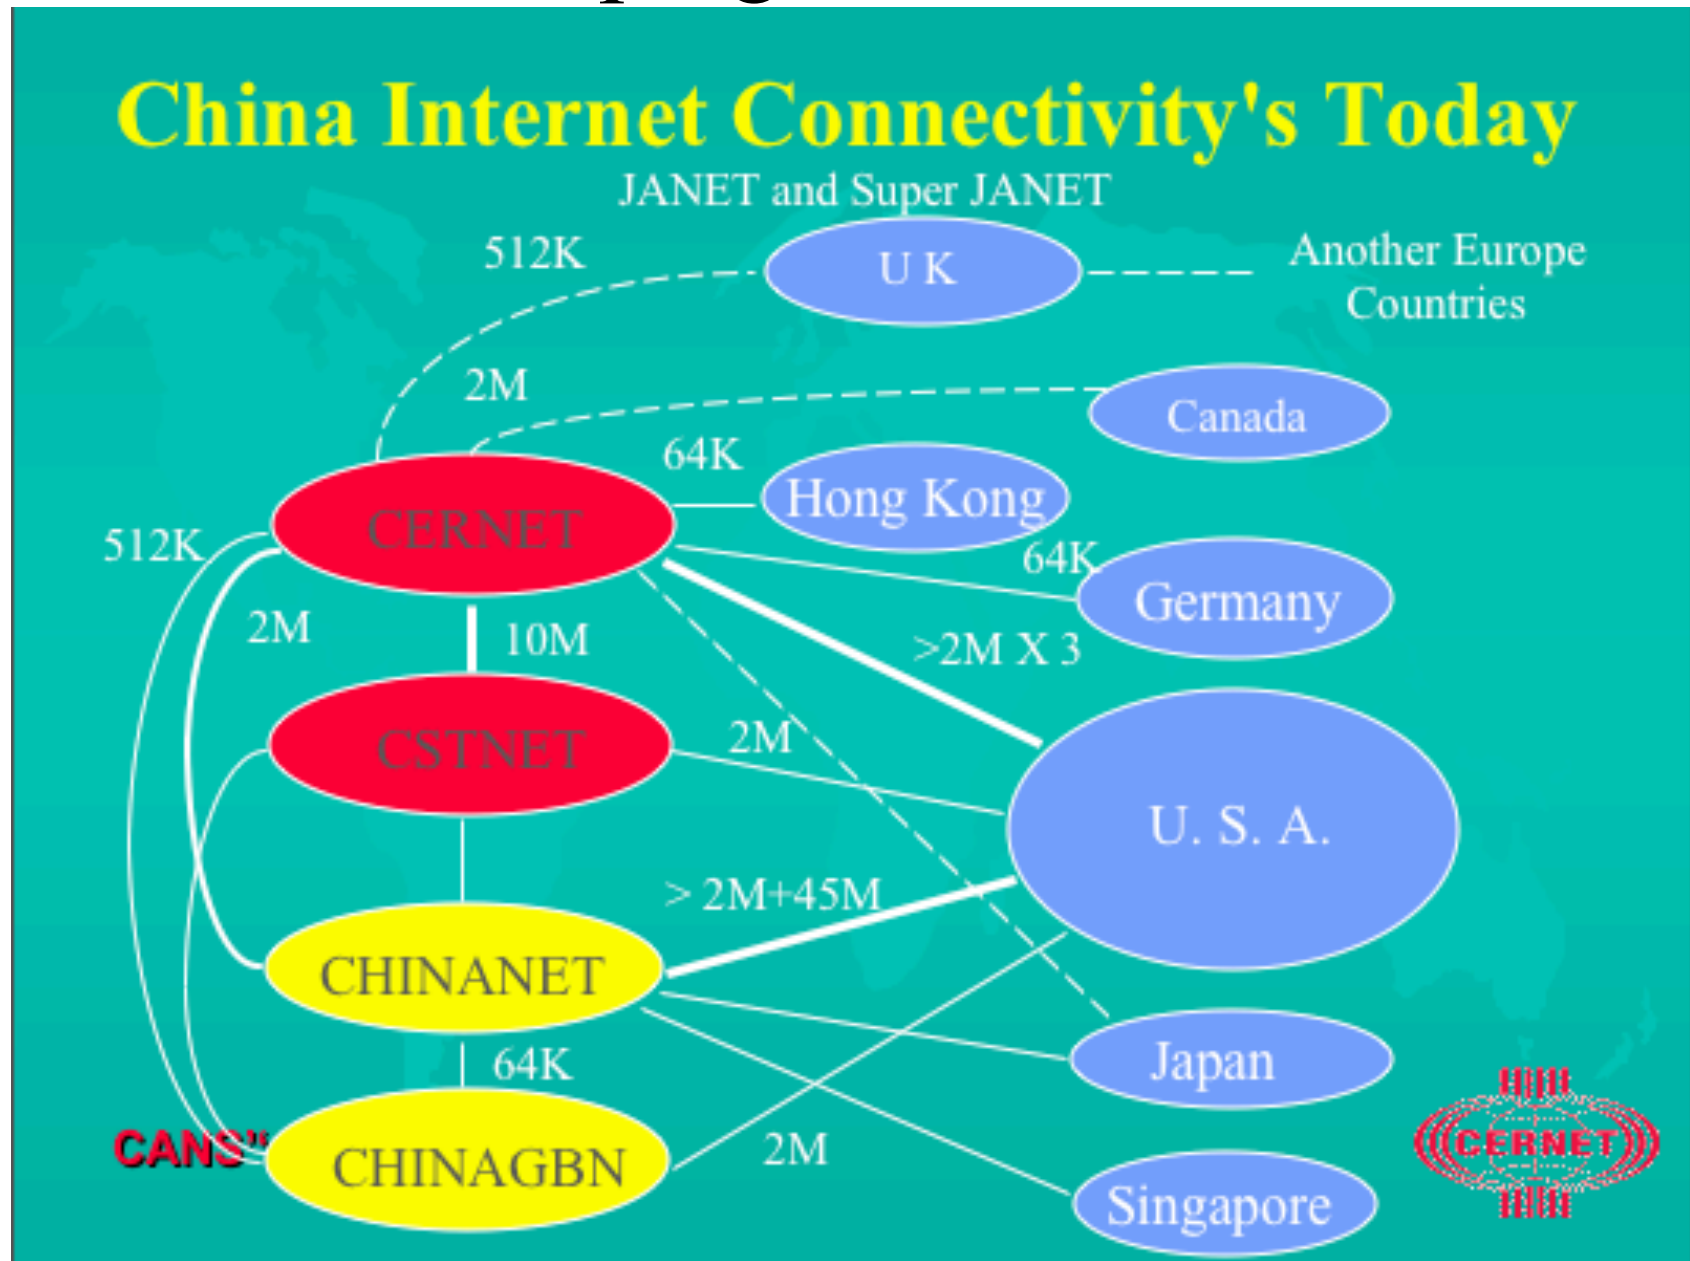 China Internet Connectivity's Today
JANET and Super JANET
512K
U K
Another Europe
Countries
2M
Canada
64K
Hong Kong
CERNET
512K
64K
Germany
2M
10M
>2M X 3
CSTNET
2M
U. S. A.
> 2M+45M
CHINANET
64K
Japan
CERNET
CANS"
CHINAGBN
2M
Singapore